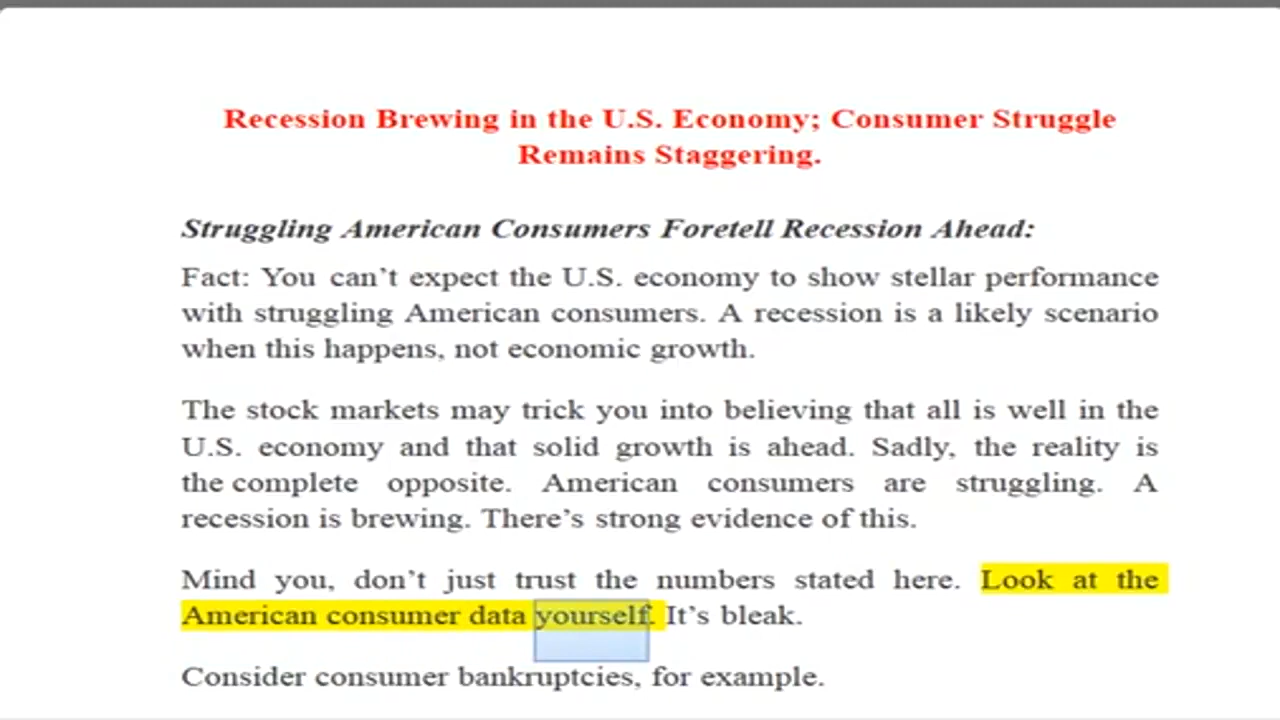 Recession Brewing in the U.S. Economy; Consumer Struggle
Remains Staggering.
Struggling American Consumers Foretell Recession Ahead:
Fact: You can’t expect the U.S. economy to show stellar performance
with struggling American consumers. A recession is a likely scenario
when this happens, not economic growth.
The stock markets may trick you into believing that all is well in the
U.S. economy and that solid growth is ahead. Sadly, the reality is
the complete opposite. American consumers are struggling. A
recession is brewing. There’s strong evidence of this.
Mind you, don’t just trust the numbers stated here. Look at the
American consumer data yourself. It’s bleak.
Consider consumer bankruptcies, for example.